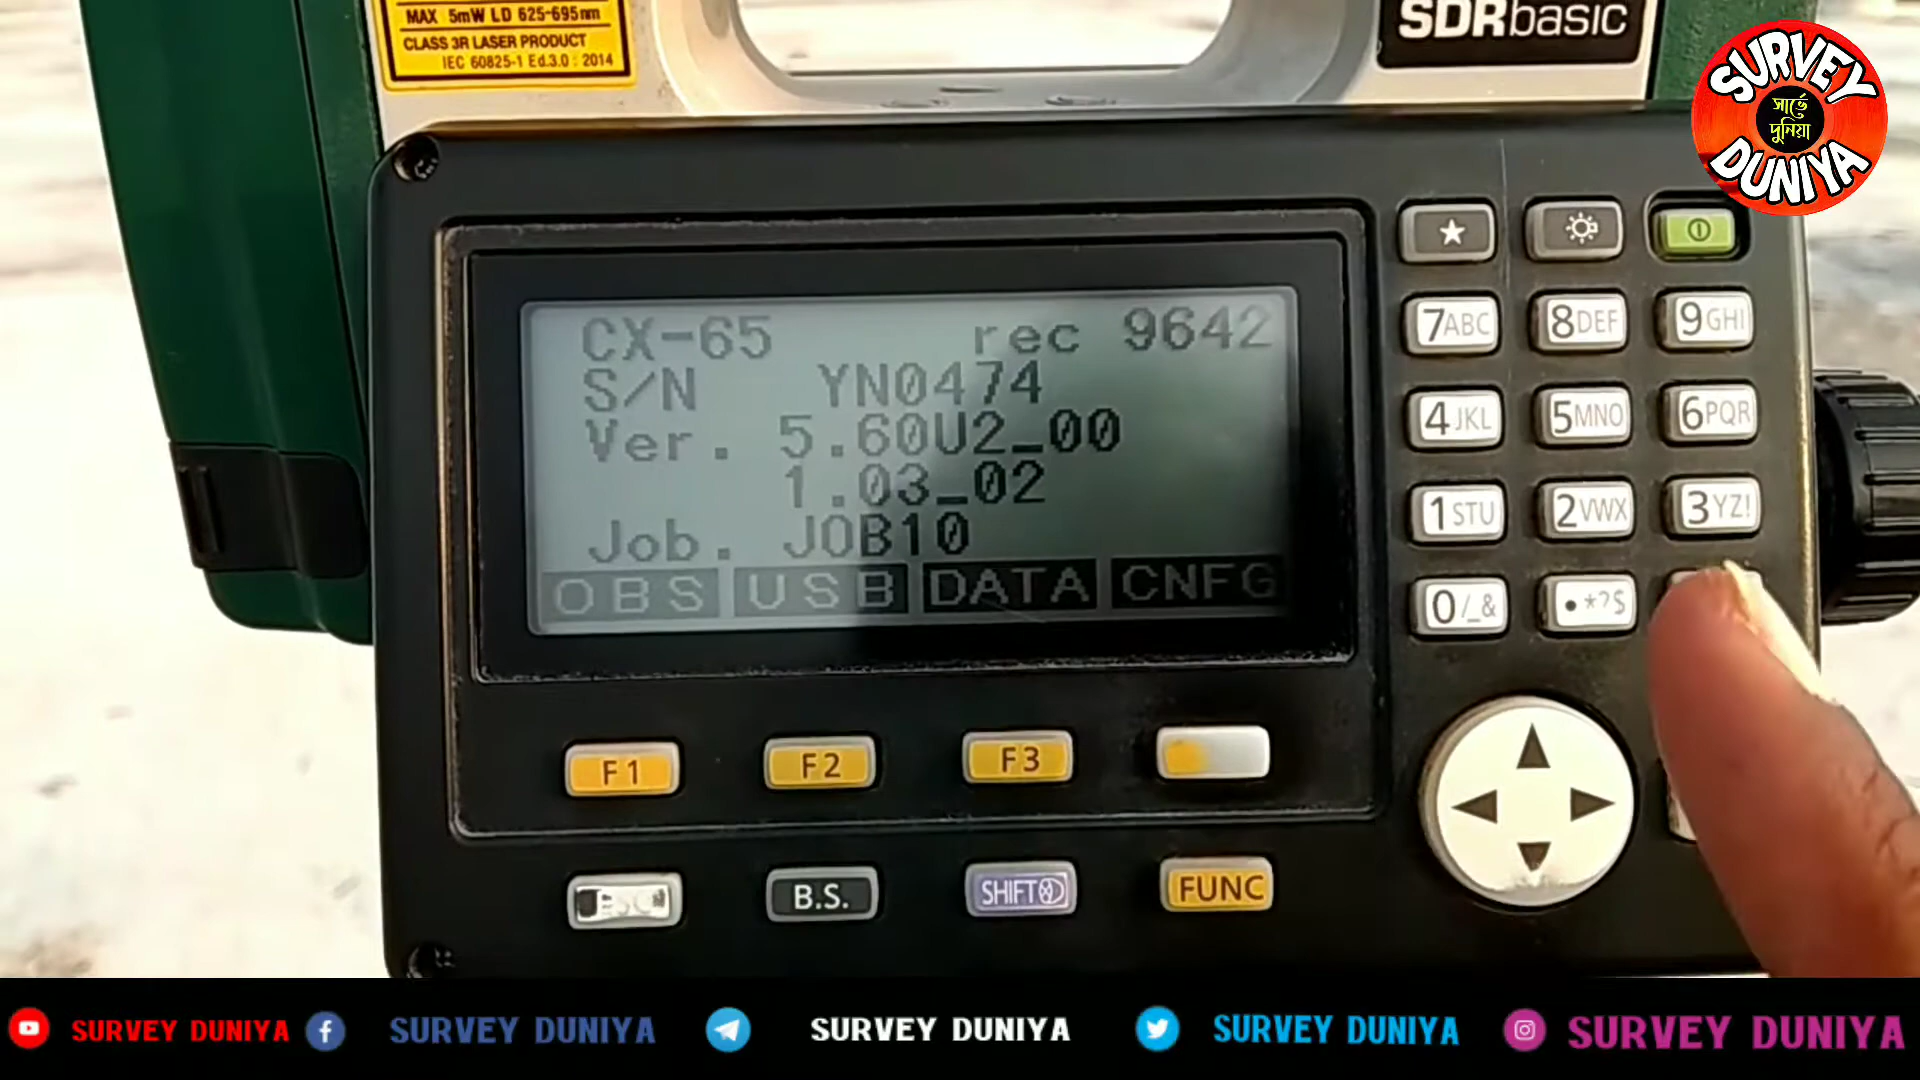 MAX 5mW LD 625-695nm
CLASS 3R LASER PRODUCT
IEC 60825-1 Ed.3.0 : 2014
SDRbasic
SURVEY
সার্ভে
দুনিয়া
DUNIYA
CX-65 rec 9642
S/N YN0474
Ver. 5.60U2_00
1.03_02
Job. JOB10
OBS USB DATA CNFG
7ABC 8DEF 9GHI
4JKL 5MNO 6PQR
1STU 2VWX 3YZ!
0/_& •*?$
F1 F2 F3
ESC B.S. SHIFT FUNC
SURVEY DUNIYA SURVEY DUNIYA SURVEY DUNIYA SURVEY DUNIYA SURVEY DUNIYA